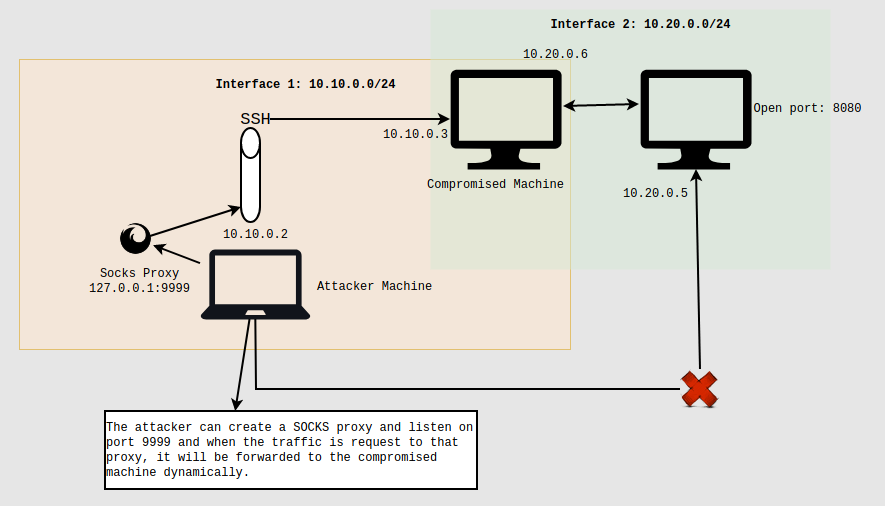 Interface 2: 10.20.0.0/24
10.20.0.6
Interface 1: 10.10.0.0/24
Open port: 8080
SSH
10.10.0.3
Compromised Machine
10.20.0.5
10.10.0.2
Socks Proxy
127.0.0.1:9999
Attacker Machine
The attacker can create a SOCKS proxy and listen on
port 9999 and when the traffic is request to that
proxy, it will be forwarded to the compromised
machine dynamically.